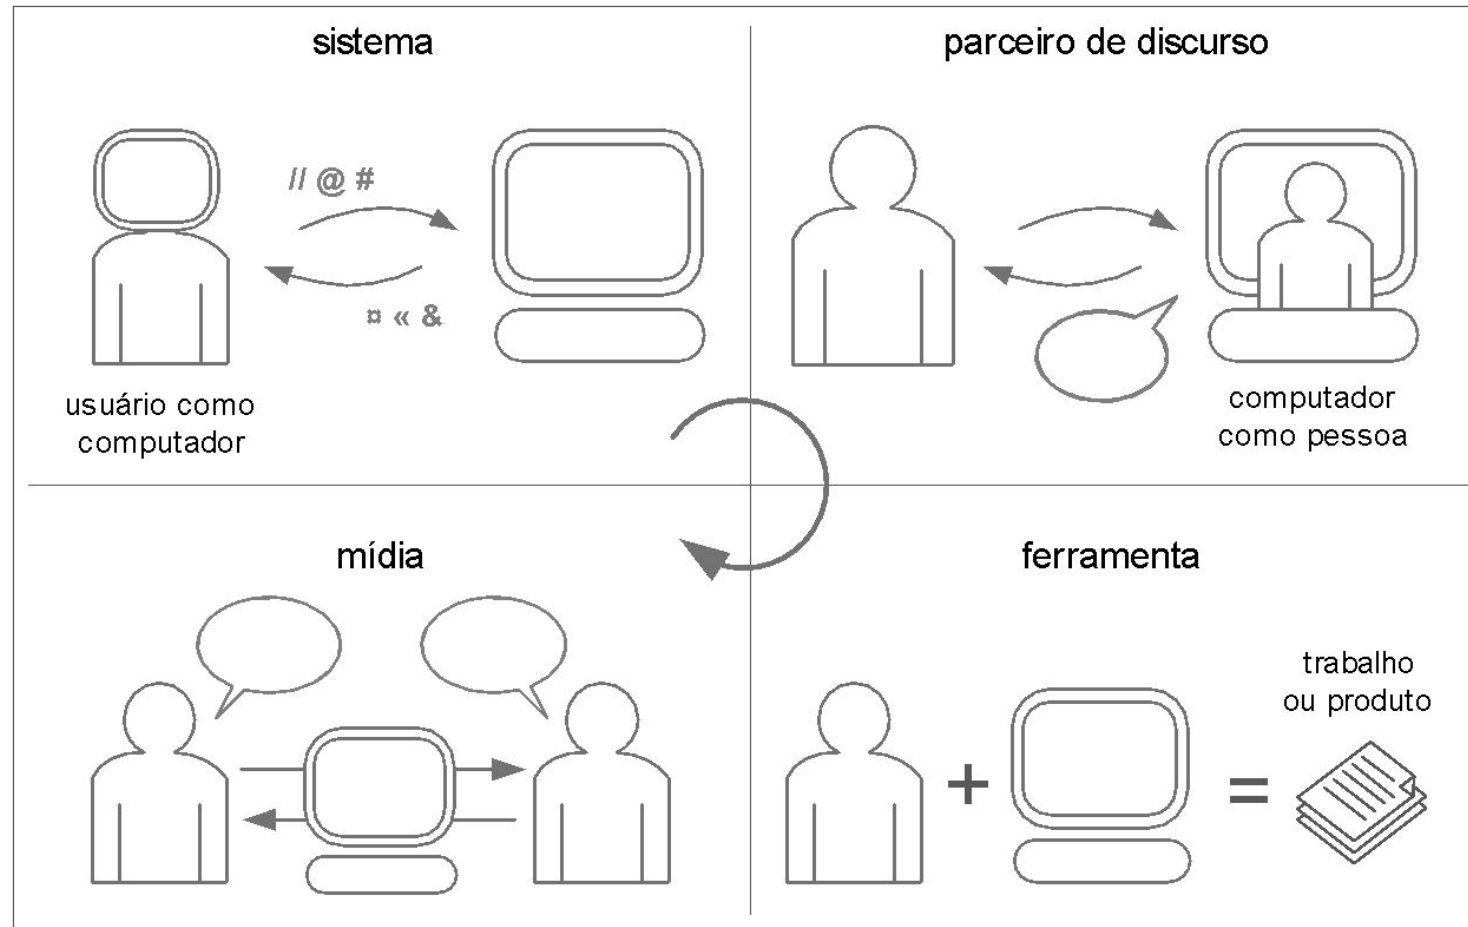 sistema
// @ #
¤ « &
usuário como
computador
parceiro de discurso
computador
como pessoa
mídia
ferramenta
+
=
trabalho
ou produto